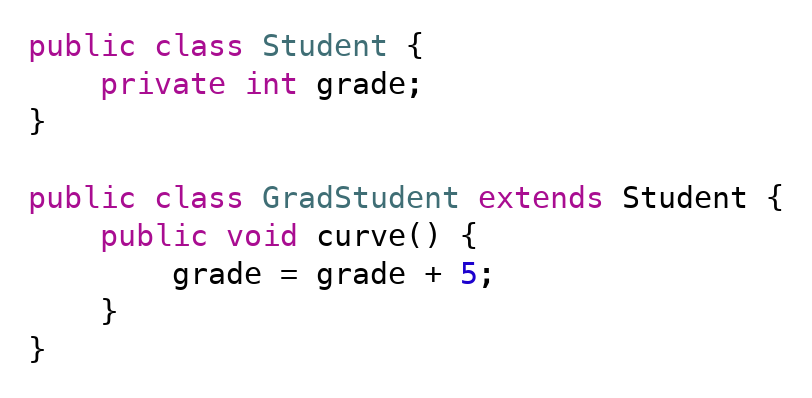 public class Student {
    private int grade;
}

public class GradStudent extends Student {
    public void curve() {
        grade = grade + 5;
    }
}